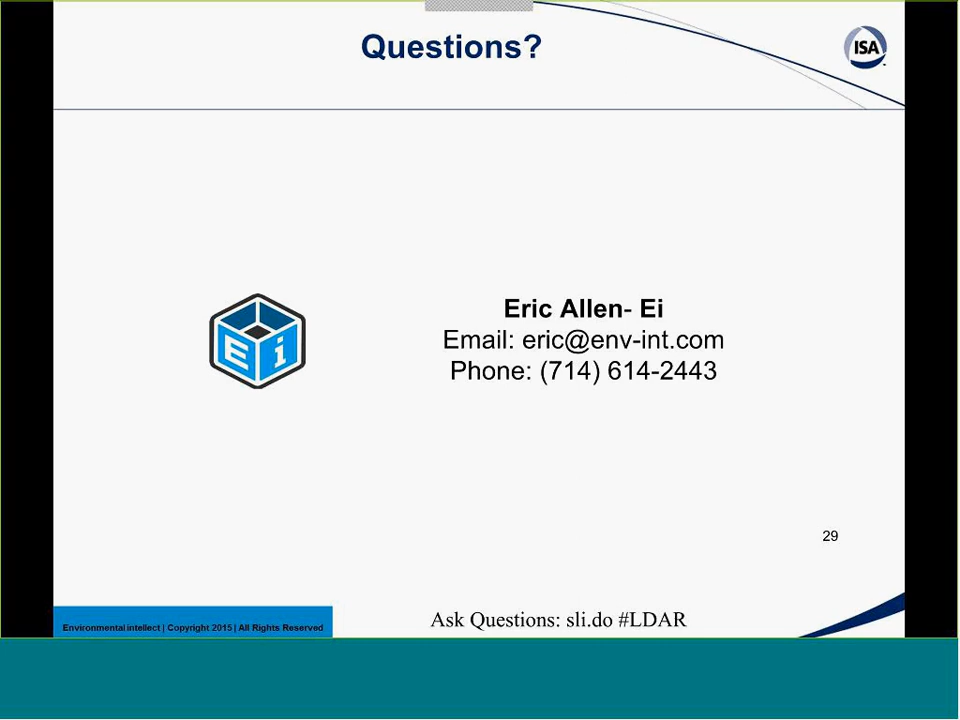 Questions?
ISA
Eric Allen- Ei
Email: eric@env-int.com
Phone: (714) 614-2443
Ei
29
Environmental intellect | Copyright 2015 | All Rights Reserved
Ask Questions: sli.do #LDAR